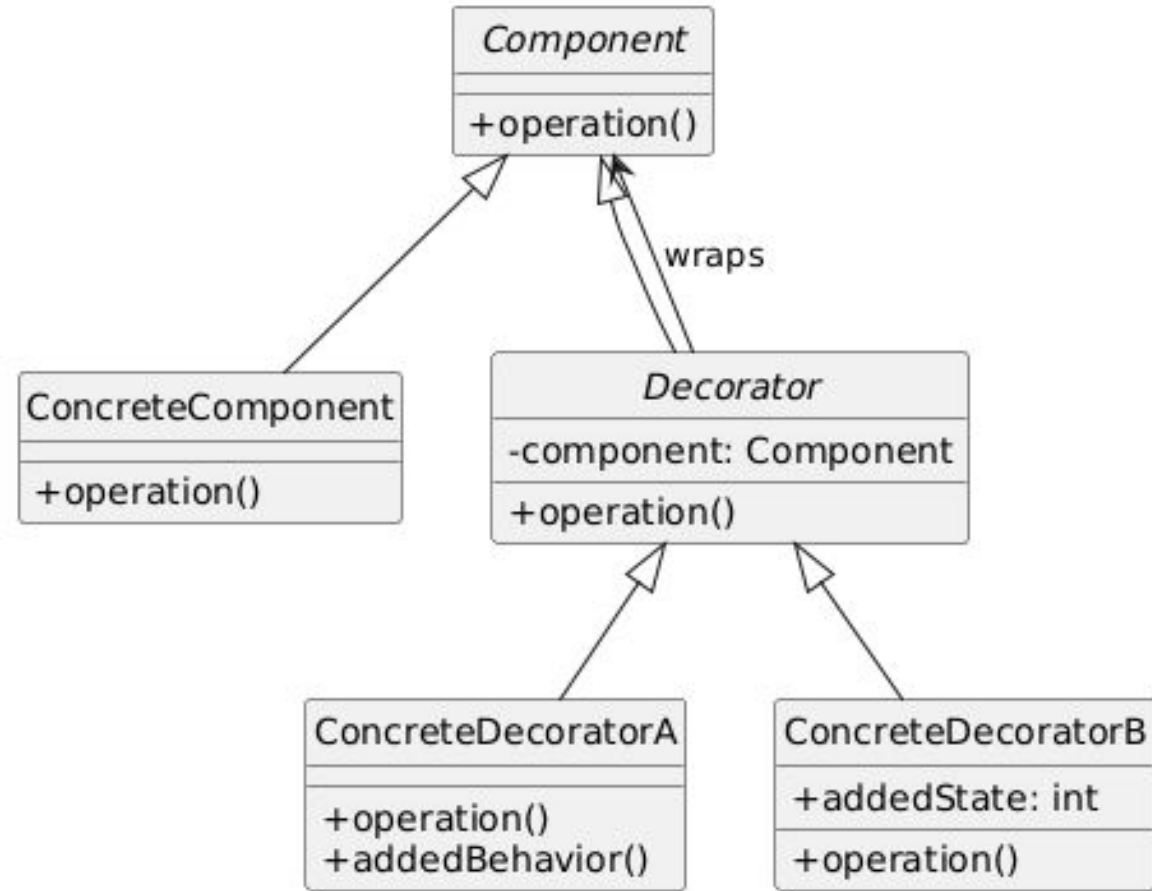 Component
+operation()
wraps
ConcreteComponent
+operation()
Decorator
-component: Component
+operation()
ConcreteDecoratorA
+operation()
+addedBehavior()
ConcreteDecoratorB
+addedState: int
+operation()